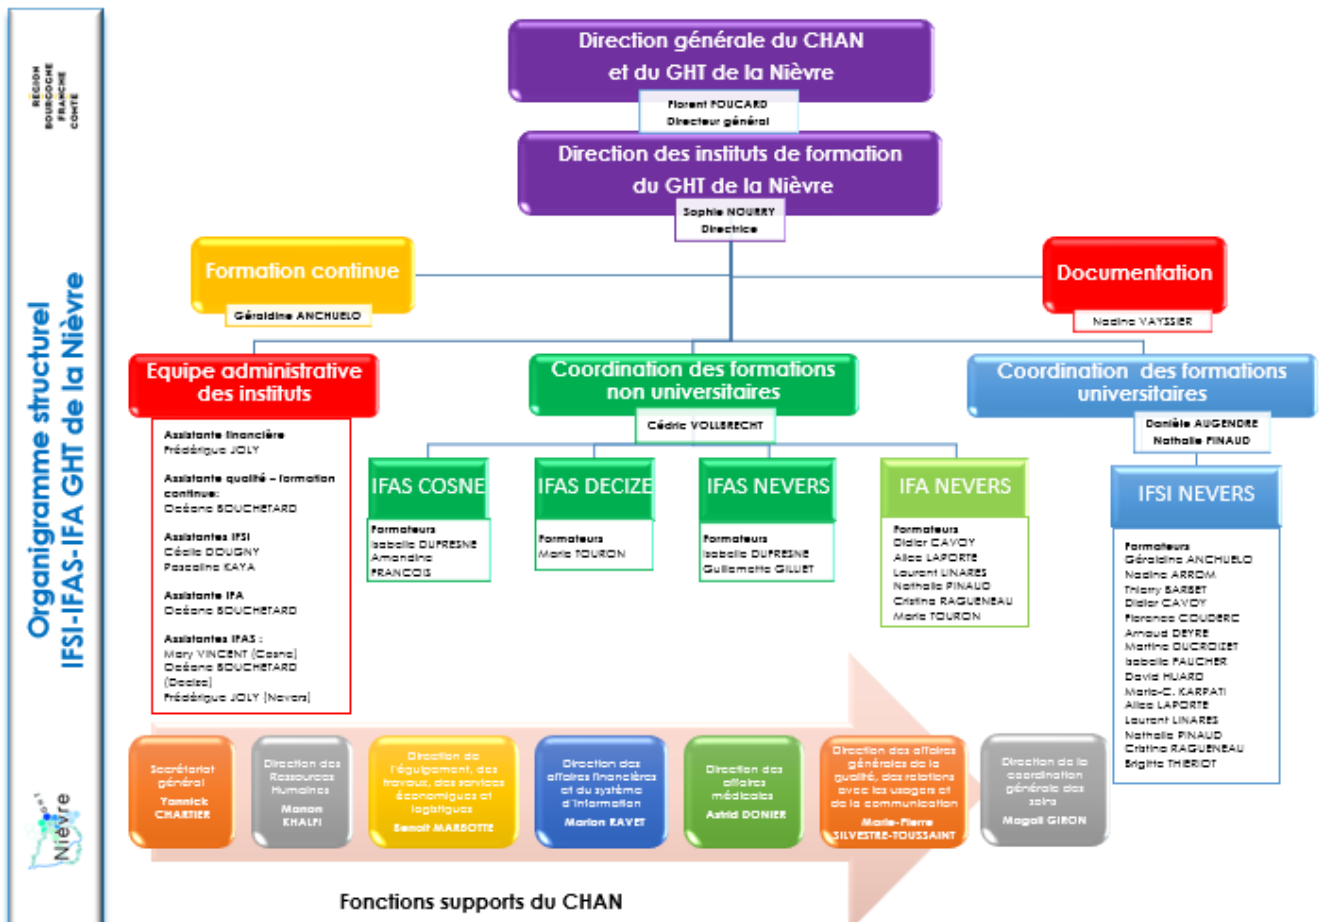 REGION
BOURGOGNE
FRANCHE
COMTE
Organigramme structurel
IFSI-IFAS-IFA GHT de la Nièvre
Nièvre
Direction générale du CHAN
et du GHT de la Nièvre
Florent FOUCARD
Directeur général
Direction des instituts de formation
du GHT de la Nièvre
Sophie NOURRY
Directrice
Formation continue
Géraldine ANCHUELO
Documentation
Nadine VAYSSIER
Equipe administrative
des instituts
Assistante financière
Frédérique JOLY
Assistante qualité – formation
continue:
Océane BOUCHETARD
Assistantes IFSI
Cécile DOUGNY
Pascaline KAYA
Assistante IFA
Océane BOUCHETARD
Assistantes IFAS :
Mary VINCENT (Cosne)
Océane BOUCHETARD
(Decize)
Frédérique JOLY (Nevers)
Coordination des formations
non universitaires
Cédric VOLLBRECHT
IFAS COSNE
Formateurs
Isabelle DUFRESNE
Amandine
FRANCOIS
IFAS DECIZE
Formateurs
Marie TOURON
IFAS NEVERS
Formateurs
Isabelle DUFRESNE
Guillemette GILLIET
IFA NEVERS
Formateurs
Didier CAVOY
Alice LAPORTE
Laurent LINARES
Nathalie PINAUD
Cristina RAGUENEAU
Marie TOURON
Coordination des formations
universitaires
Danièle AUGENDRE
Nathalie PINAUD
IFSI NEVERS
Formateurs
Géraldine ANCHUELO
Nadine ARROM
Thierry BARBET
Didier CAVOY
Florence COUDERC
Arnaud DEYRE
Martine DUCROIZET
Isabelle FAUCHER
David HUARD
Marie-C. KARPATI
Alice LAPORTE
Laurent LINARES
Nathalie PINAUD
Cristina RAGUENEAU
Brigitte THERIOT
Secrétariat
général
Yannick
CHARTIER
Direction des
Ressources
Humaines
Manon
KHALFI
Direction de
l'équipement, des
travaux, des services
économiques et
logistiques
Benoit MARBOTTE
Direction des
affaires financières
et du système
d'information
Marion RAVET
Direction des
affaires
médicales
Astrid DONIER
Direction des affaires
générales de la
qualité, des relations
avec les usagers et
de la communication
Marie-Pierre
SILVESTRE-TOUSSAINT
Direction de la
coordination
générale des
soins
Magali GIRON
Fonctions supports du CHAN